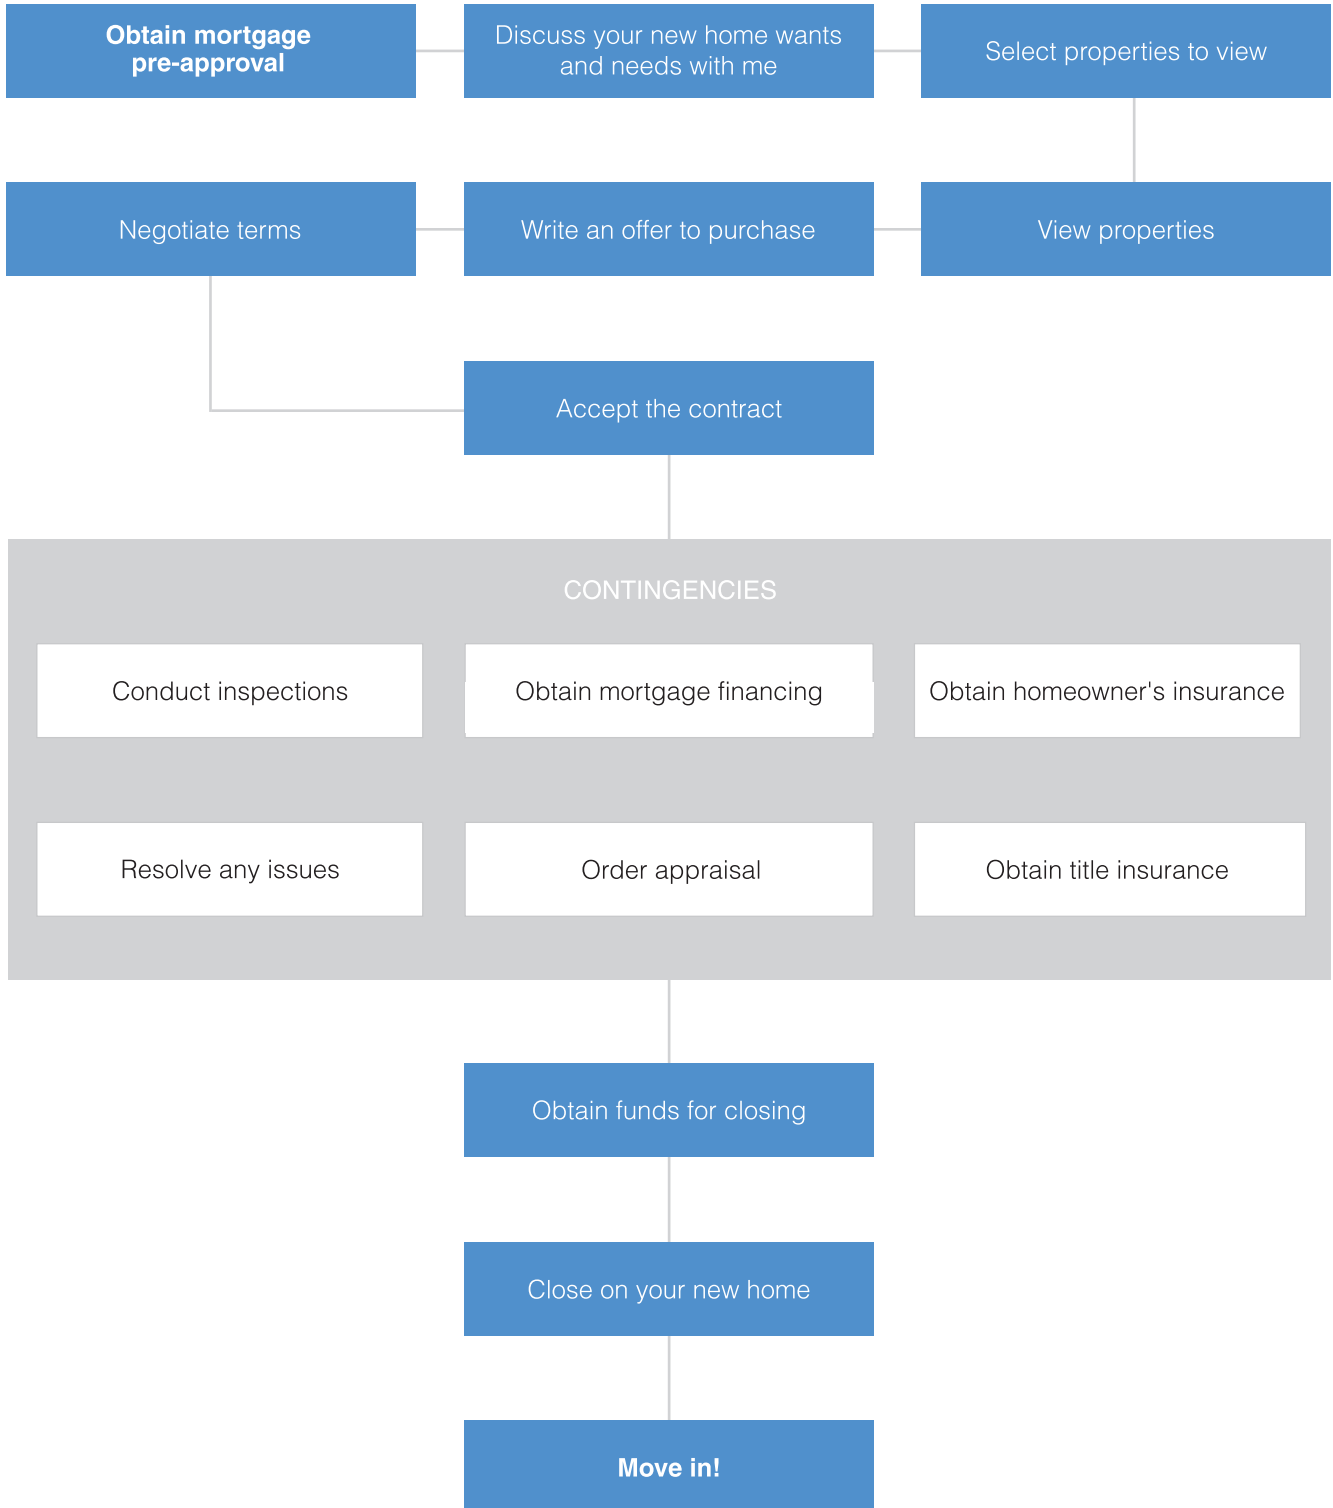 Obtain mortgage
pre-approval
Discuss your new home wants
and needs with me
Select properties to view
Negotiate terms
Write an offer to purchase
View properties
Accept the contract
CONTINGENCIES
Conduct inspections
Obtain mortgage financing
Obtain homeowner's insurance
Resolve any issues
Order appraisal
Obtain title insurance
Obtain funds for closing
Close on your new home
Move in!